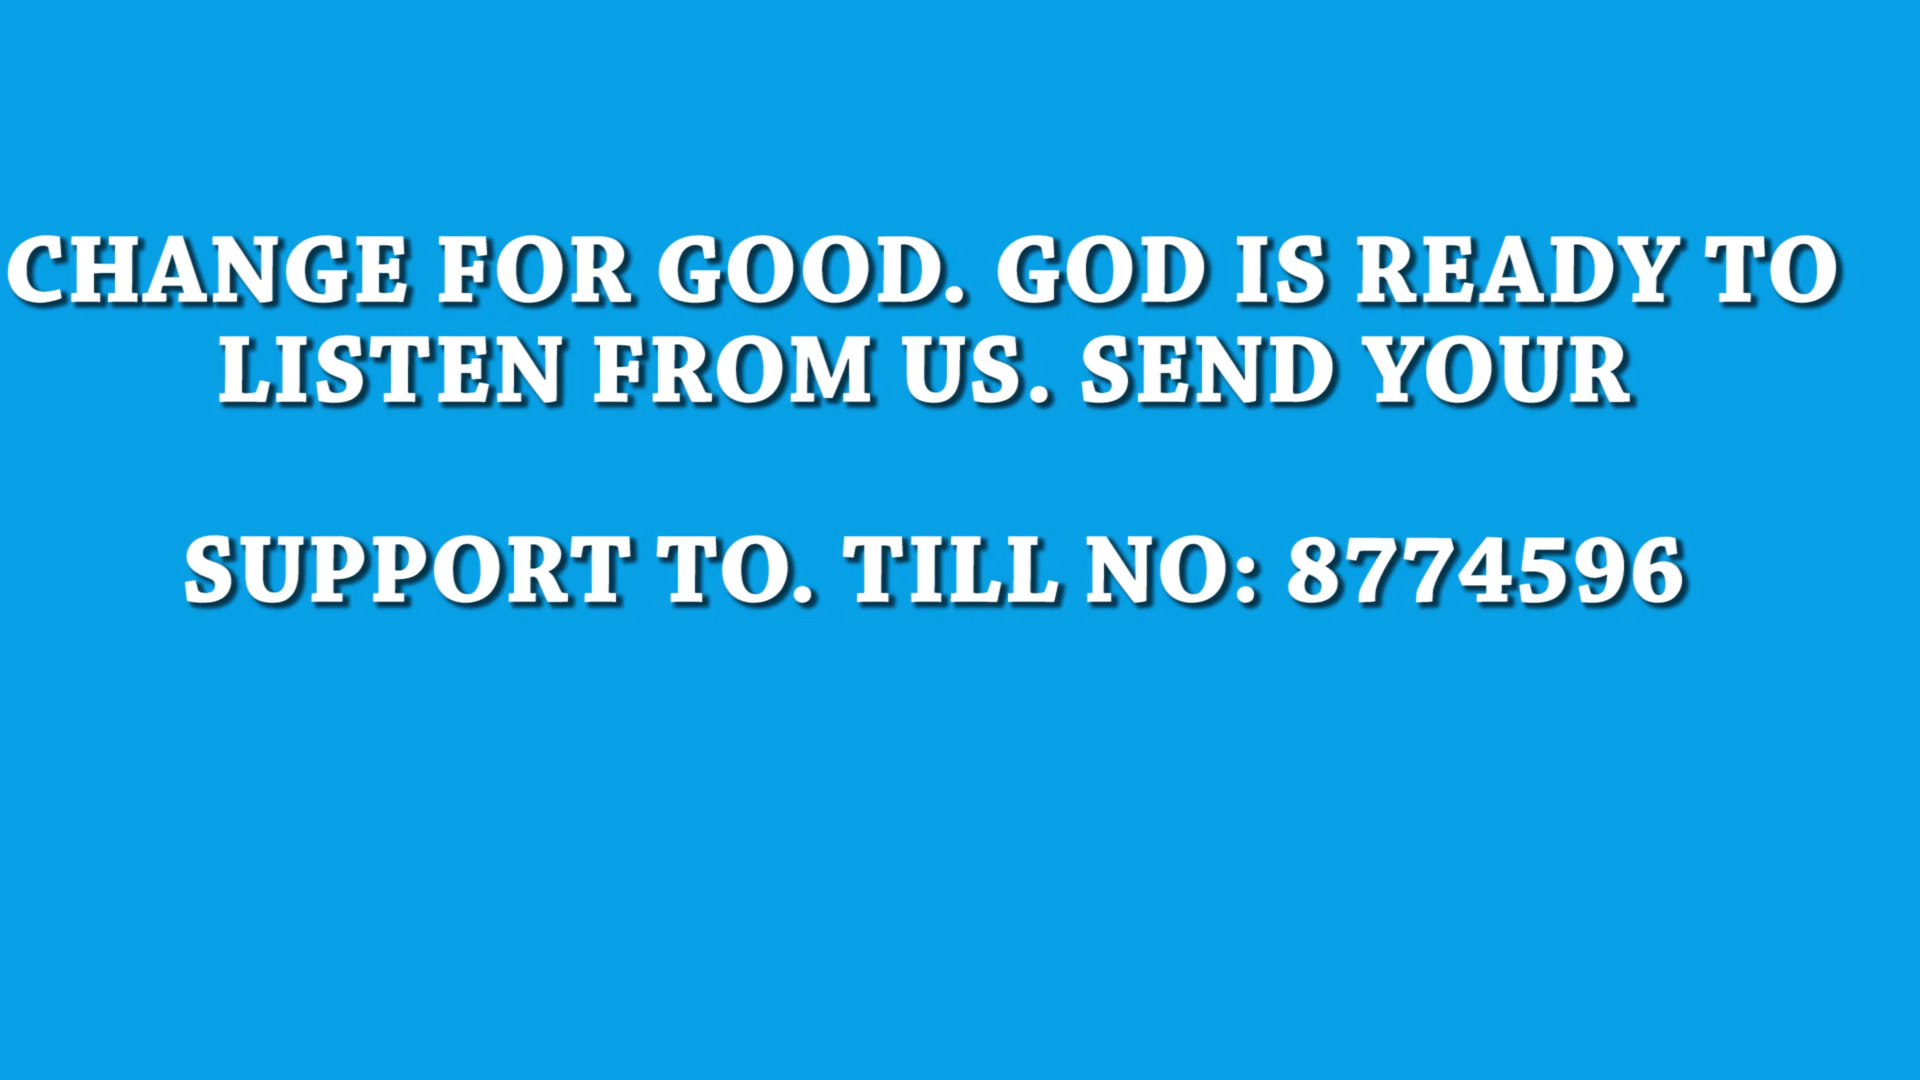 CHANGE FOR GOOD. GOD IS READY TO
LISTEN FROM US. SEND YOUR
SUPPORT TO. TILL NO: 8774596